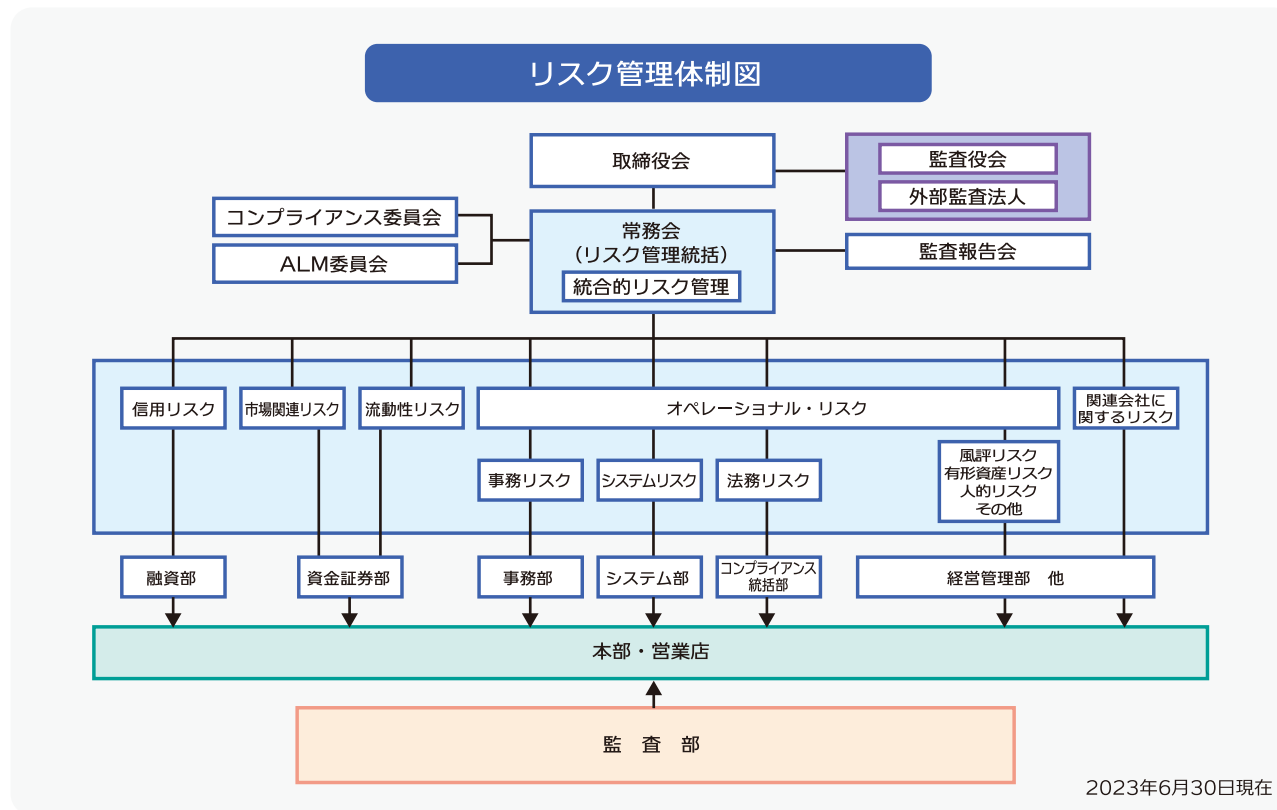 リスク管理体制図
取締役会
監査役会
外部監査法人
コンプライアンス委員会
ALM委員会
常務会
（リスク管理統括）
統合的リスク管理
監査報告会
信用リスク
市場関連リスク
流動性リスク
オペレーショナル・リスク
関連会社に
関するリスク
事務リスク
システムリスク
法務リスク
風評リスク
有形資産リスク
人的リスク
その他
融資部
資金証券部
事務部
システム部
コンプライアンス
統括部
経営管理部　他
本部・営業店
監　査　部
2023年6月30日現在